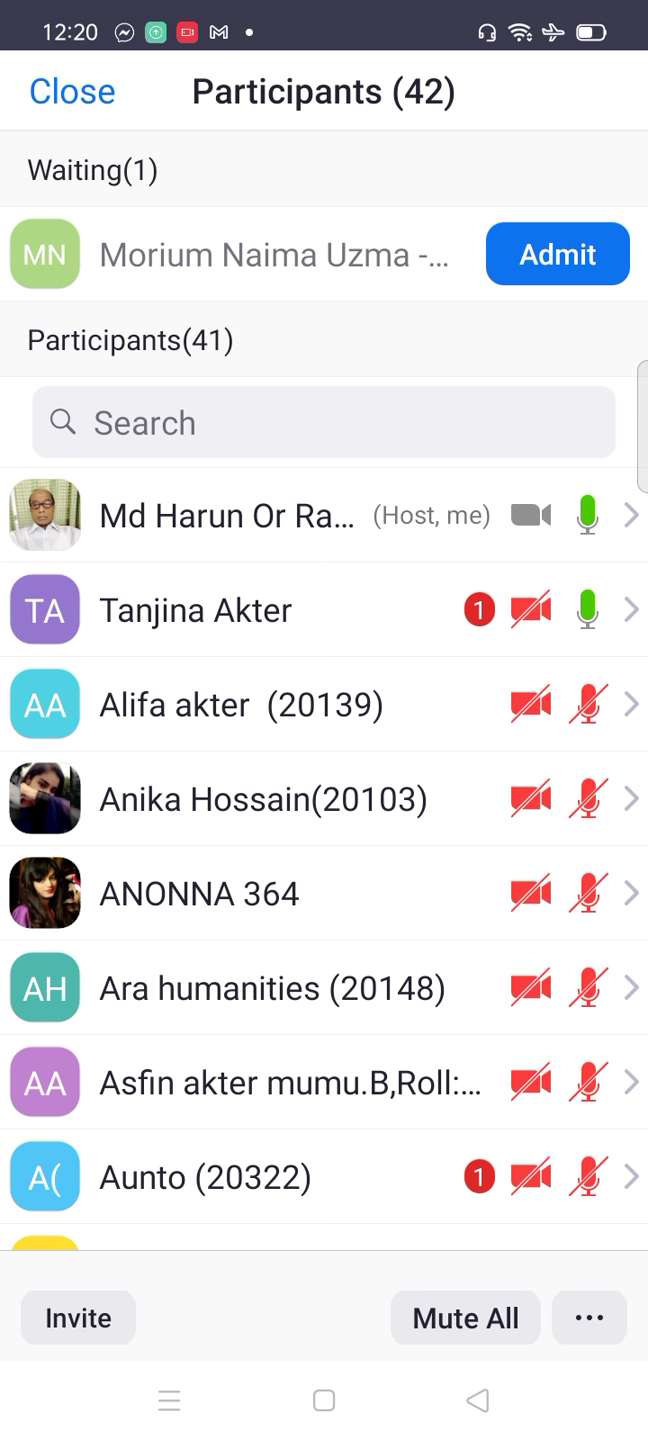 12:20
Close Participants (42)
Waiting(1)
MN Morium Naima Uzma -... Admit
Participants(41)
Search
Md Harun Or Ra... (Host, me)
TA Tanjina Akter 1
AA Alifa akter (20139)
Anika Hossain(20103)
ANONNA 364
AH Ara humanities (20148)
AA Asfin akter mumu.B,Roll:...
A( Aunto (20322) 1
Invite Mute All ...